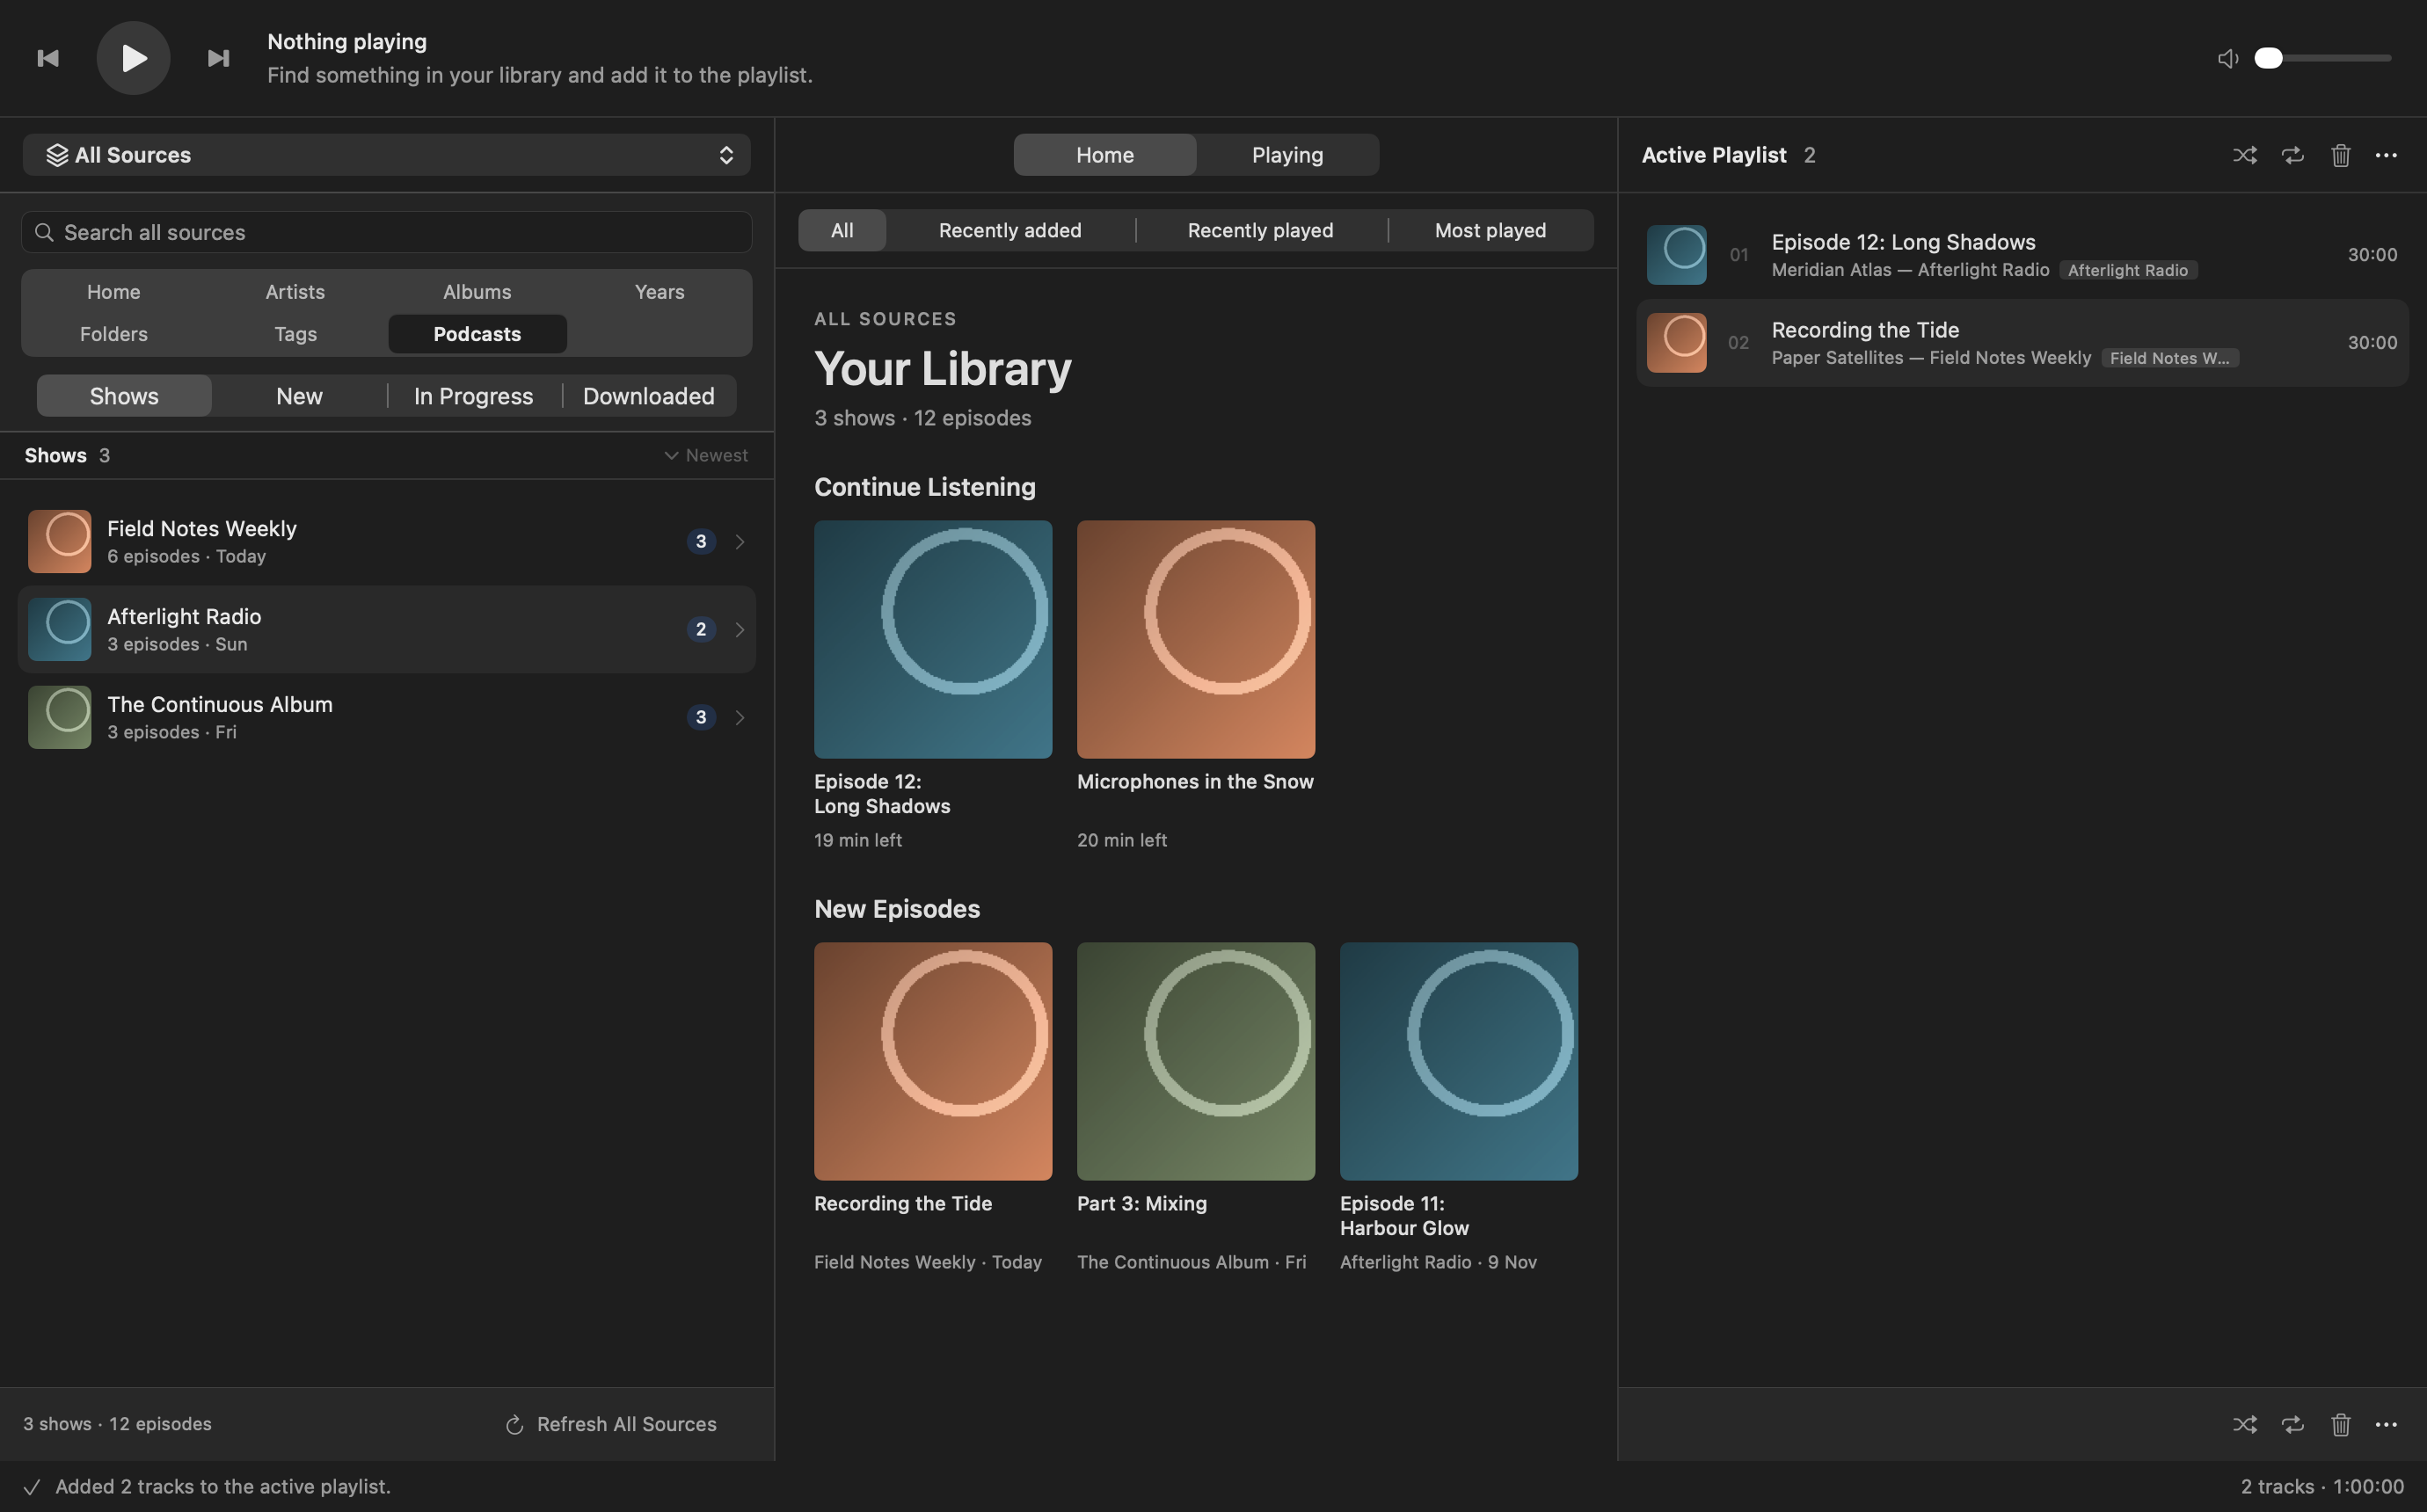 Nothing playing
Find something in your library and add it to the playlist.
All Sources
Search all sources
Home Artists Albums Years
Folders Tags Podcasts
Shows New In Progress Downloaded
Shows 3 Newest
Field Notes Weekly
6 episodes · Today
3
Afterlight Radio
3 episodes · Sun
2
The Continuous Album
3 episodes · Fri
3
3 shows · 12 episodes
Refresh All Sources
Home Playing
All Recently added Recently played Most played
ALL SOURCES
Your Library
3 shows · 12 episodes
Continue Listening
Episode 12:
Long Shadows
19 min left
Microphones in the Snow
20 min left
New Episodes
Recording the Tide
Field Notes Weekly · Today
Part 3: Mixing
The Continuous Album · Fri
Episode 11:
Harbour Glow
Afterlight Radio · 9 Nov
Active Playlist 2
01
Episode 12: Long Shadows
Meridian Atlas — Afterlight Radio Afterlight Radio
30:00
02
Recording the Tide
Paper Satellites — Field Notes Weekly Field Notes W...
30:00
Added 2 tracks to the active playlist.
2 tracks · 1:00:00